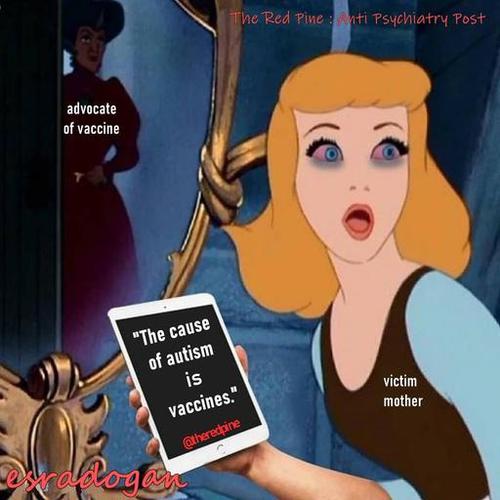 The Red Pine : Anti Psychiatry Post
advocate
of vaccine
"The cause
of autism
is
vaccines."
@theredpine
victim
mother
esradogan